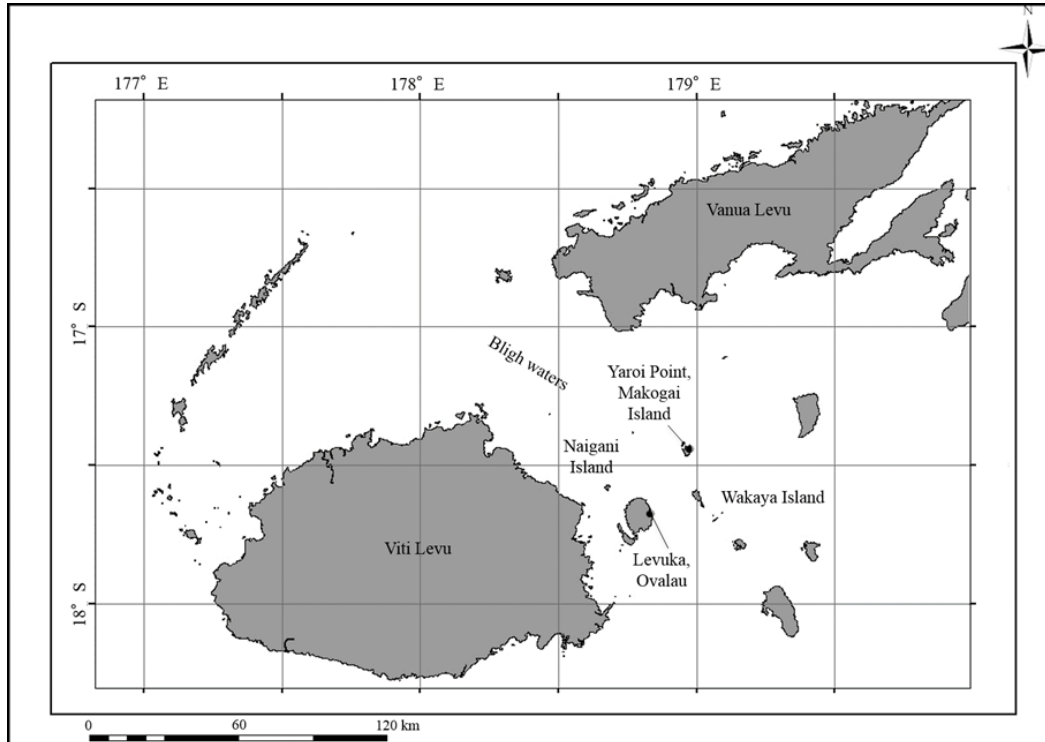 N
177° E
178° E
179° E
Vanua Levu
17° S
Bligh waters
Yaroi Point,
Makogai
Island
Naigani
Island
Wakaya Island
Viti Levu
Levuka,
Ovalau
18° S
0
60
120 km